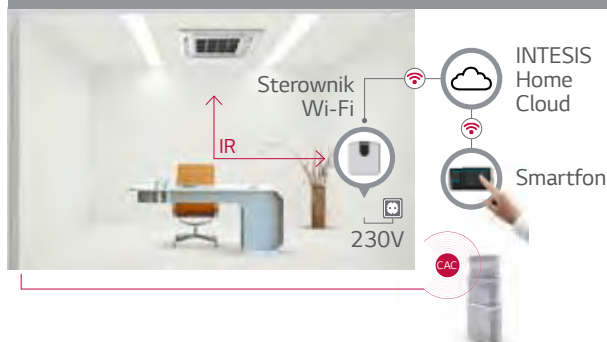 Sterownik
Wi-Fi
INTESIS
Home
Cloud
IR
Smartfon
230V
CAC